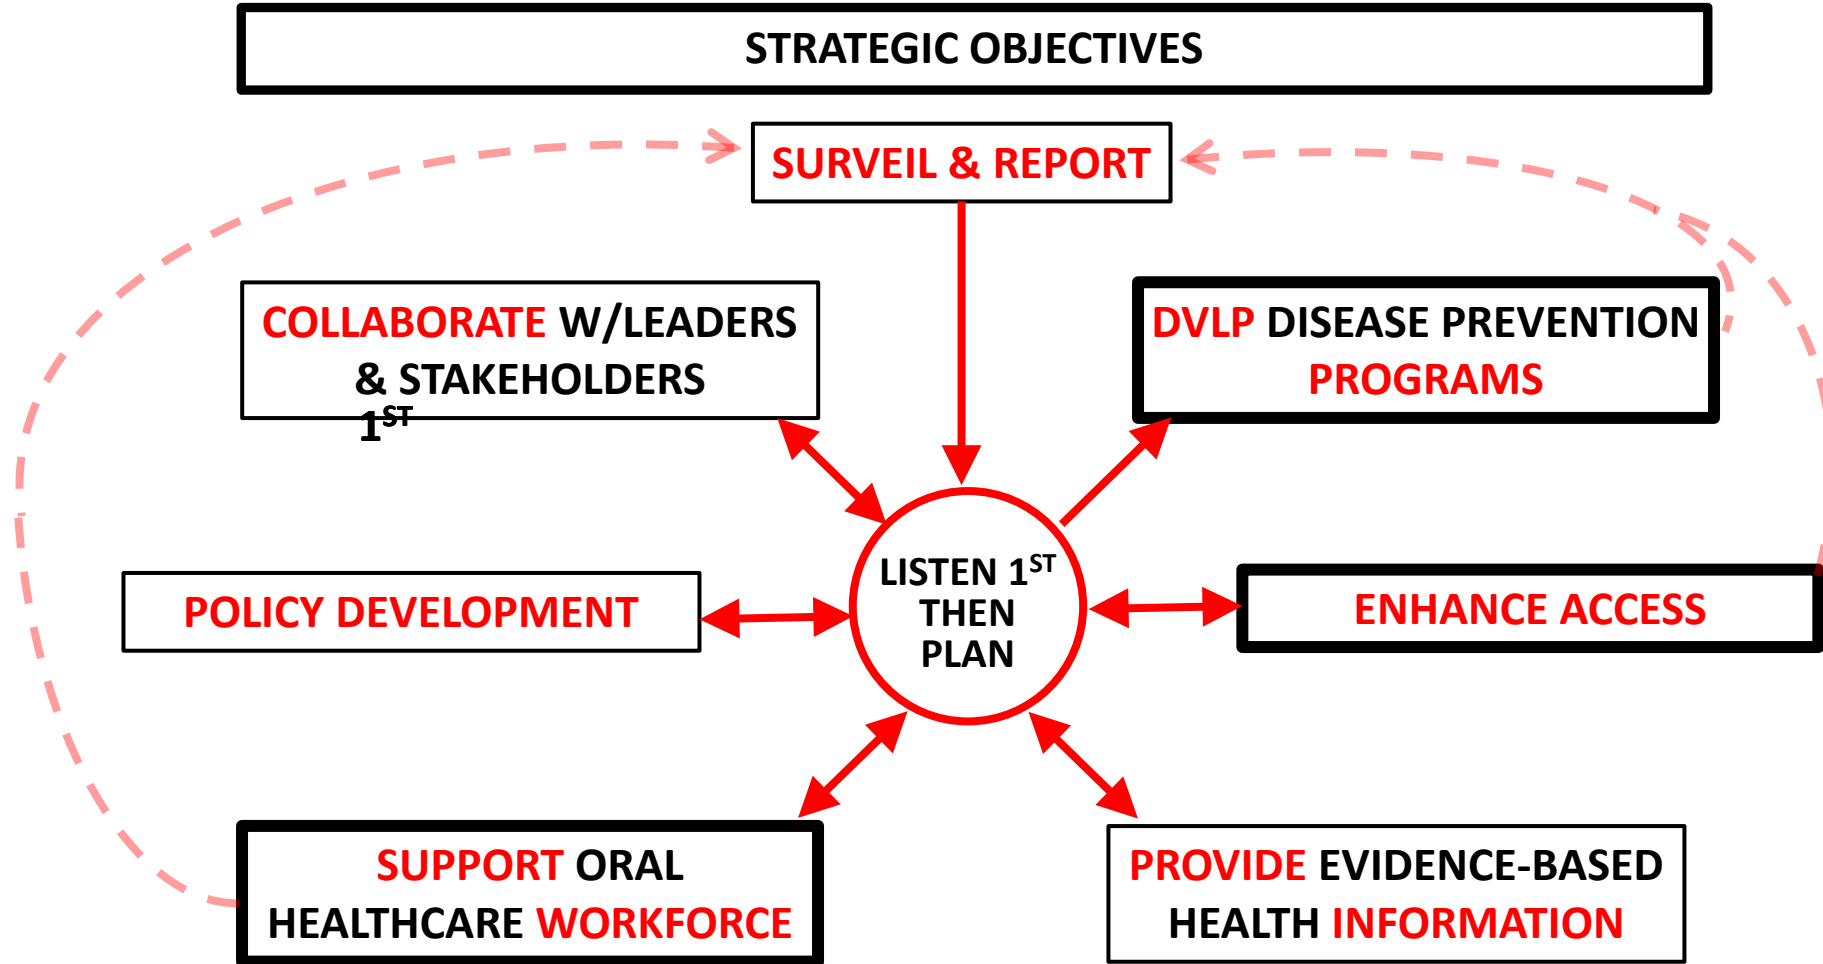 STRATEGIC OBJECTIVES
SURVEIL & REPORT
COLLABORATE W/LEADERS
& STAKEHOLDERS
1ST
DVLP DISEASE PREVENTION
PROGRAMS
LISTEN 1ST
THEN
PLAN
POLICY DEVELOPMENT
ENHANCE ACCESS
SUPPORT ORAL
HEALTHCARE WORKFORCE
PROVIDE EVIDENCE-BASED
HEALTH INFORMATION